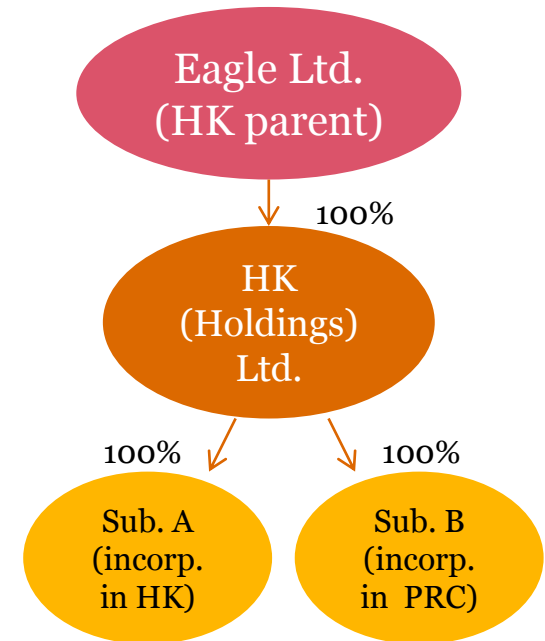 Eagle Ltd.
(HK parent)
100%
HK
(Holdings)
Ltd.
100%
100%
Sub. A
(incorp.
in HK)
Sub. B
(incorp.
in PRC)